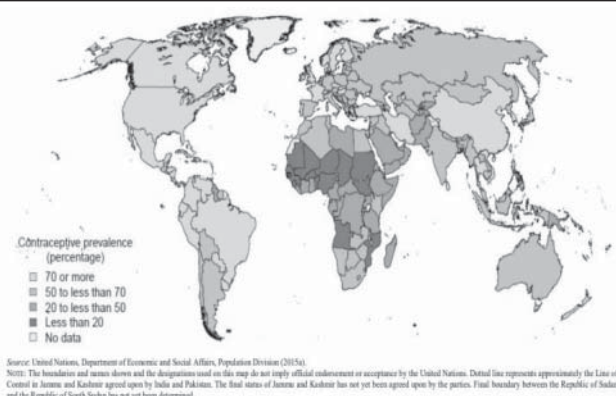 Contraceptive prevalence
(percentage)
70 or more
50 to less than 70
20 to less than 50
Less than 20
No data
Source: United Nations, Department of Economic and Social Affairs, Population Division (2015a).
NOTE: The boundaries and names shown and the designations used on this map do not imply official endorsement or acceptance by the United Nations. Dotted line represents approximately the Line of
Control in Jammu and Kashmir agreed upon by India and Pakistan. The final status of Jammu and Kashmir has not yet been agreed upon by the parties. Final boundary between the Republic of Sudan
and the Republic of South Sudan has not yet been determined.